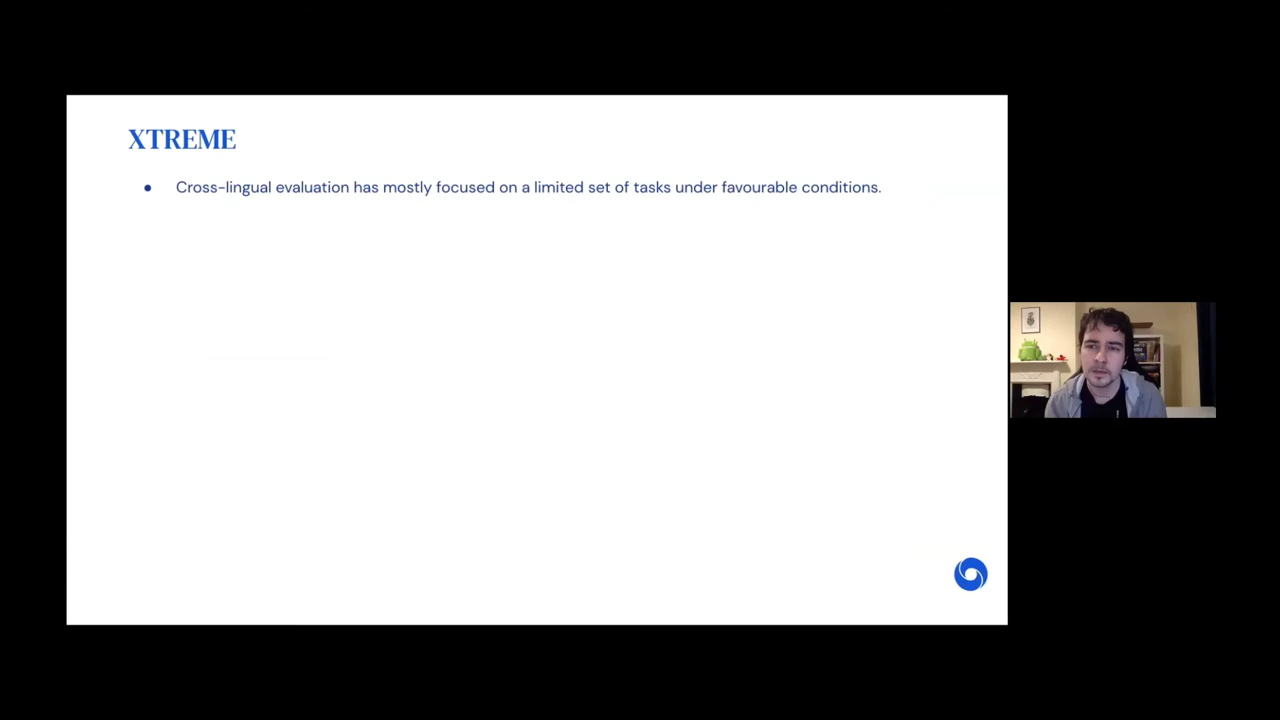 XTREME
● Cross-lingual evaluation has mostly focused on a limited set of tasks under favourable conditions.